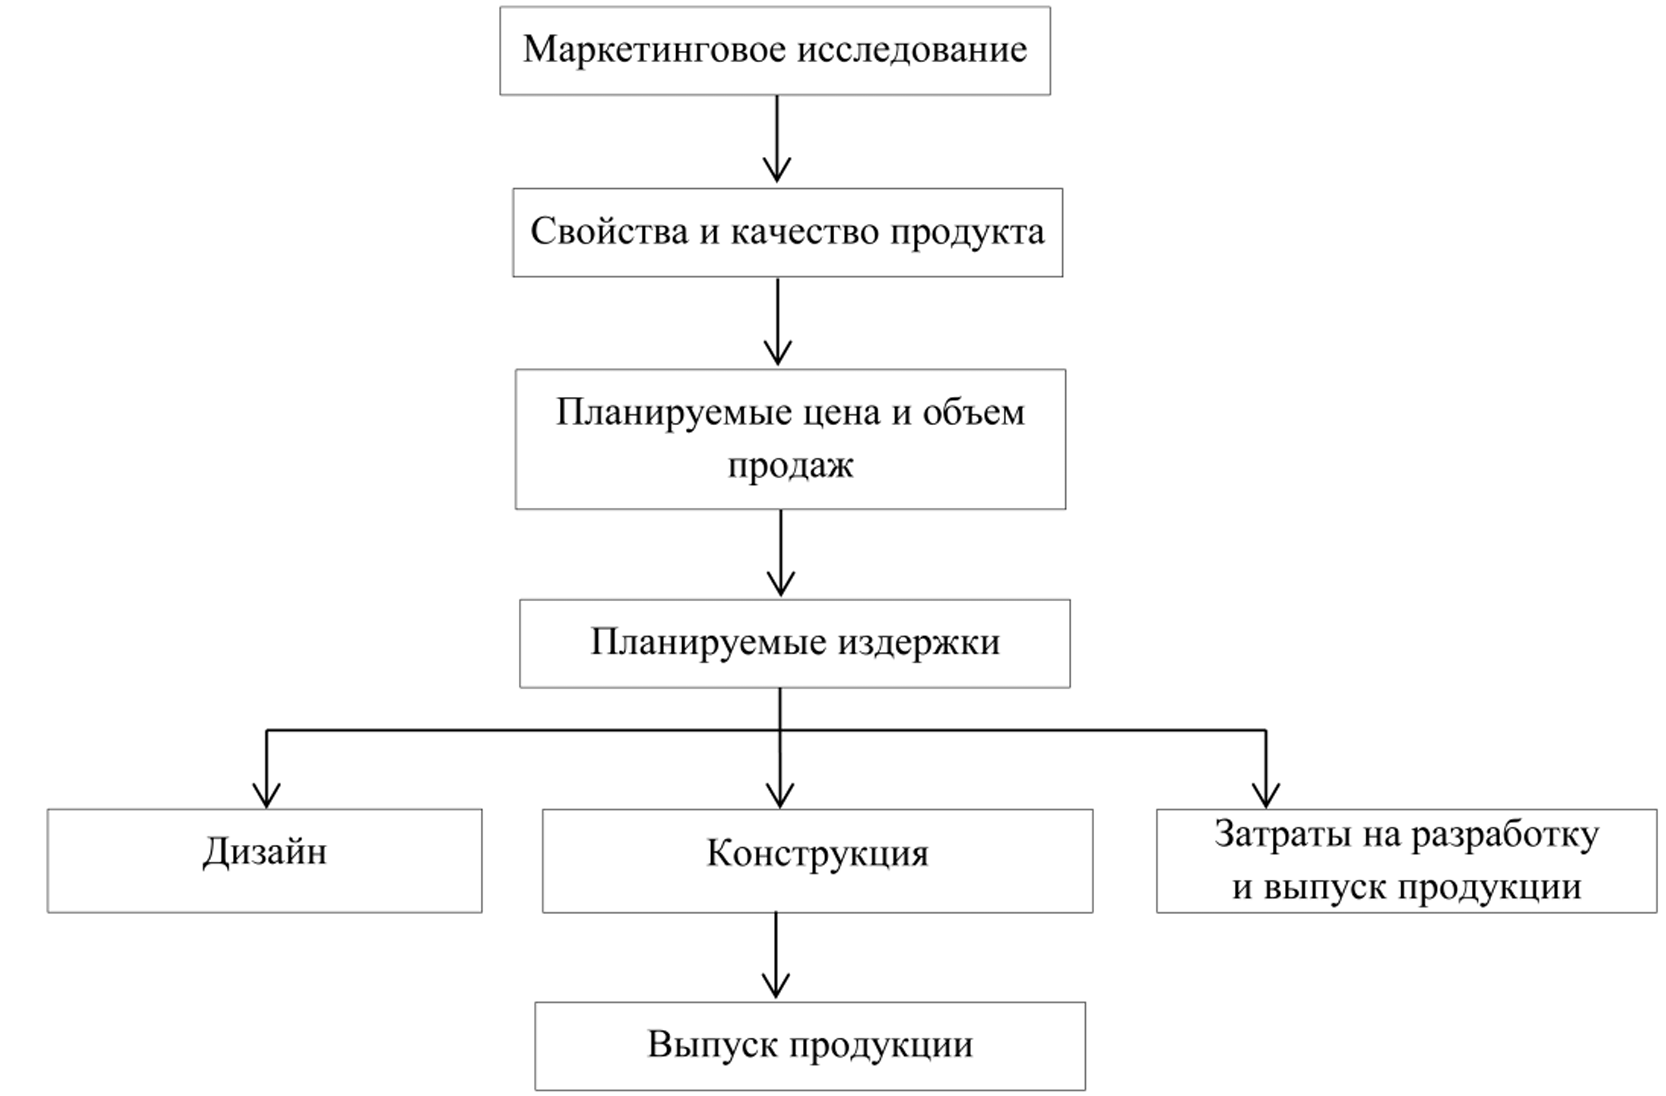 Маркетинговое исследование
Свойства и качество продукта
Планируемые цена и объем
продаж
Планируемые издержки
Дизайн
Конструкция
Затраты на разработку
и выпуск продукции
Выпуск продукции